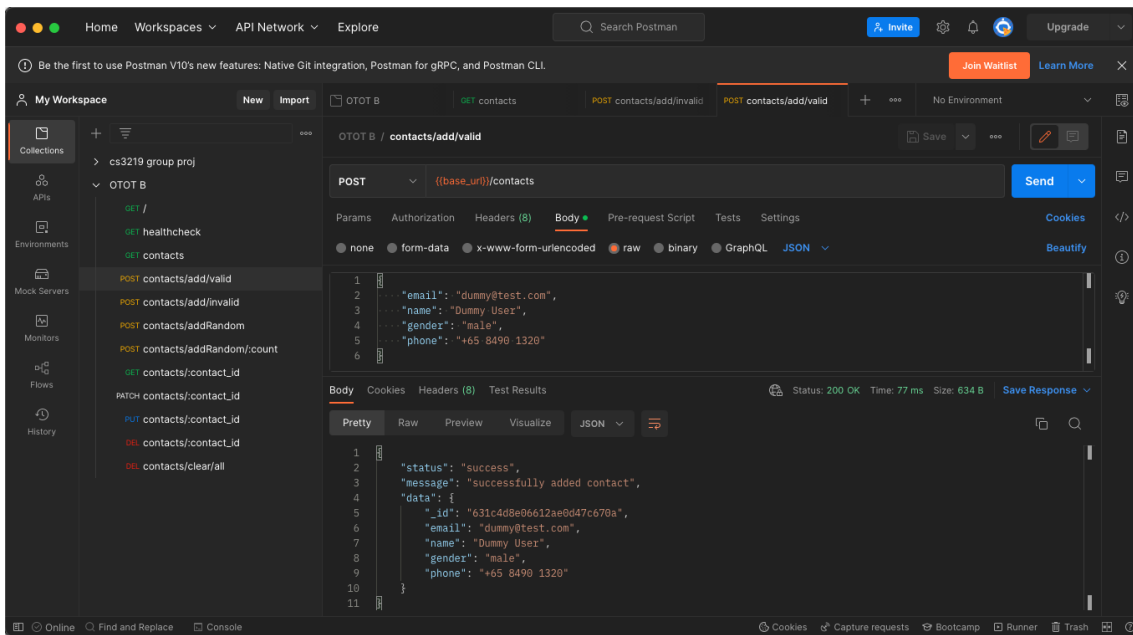 Home Workspaces API Network Explore Search Postman Invite Upgrade
Be the first to use Postman V10's new features: Native Git integration, Postman for gRPC, and Postman CLI. Join Waitlist Learn More
My Workspace New Import OTOT B GET contacts POST contacts/add/invalid POST contacts/add/valid No Environment
Collections
APIs
Environments
Mock Servers
Monitors
Flows
History
cs3219 group proj
OTOT B
GET /
GET healthcheck
GET contacts
POST contacts/add/valid
POST contacts/add/invalid
POST contacts/addRandom
POST contacts/addRandom/:count
GET contacts/:contact_id
PATCH contacts/:contact_id
PUT contacts/:contact_id
DEL contacts/:contact_id
DEL contacts/clear/all
OTOT B / contacts/add/valid Save
POST {{base_url}}/contacts Send
Params Authorization Headers (8) Body Pre-request Script Tests Settings Cookies
none form-data x-www-form-urlencoded raw binary GraphQL JSON Beautify
1 {
2 "email": "dummy@test.com",
3 "name": "Dummy User",
4 "gender": "male",
5 "phone": "+65 8490 1320"
6 }
Body Cookies Headers (8) Test Results Status: 200 OK Time: 77 ms Size: 634 B Save Response
Pretty Raw Preview Visualize JSON
1 {
2 "status": "success",
3 "message": "successfully added contact",
4 "data": {
5 "_id": "631c4d8e06612ae0d47c670a",
6 "email": "dummy@test.com",
7 "name": "Dummy User",
8 "gender": "male",
9 "phone": "+65 8490 1320"
10 }
11 }
Online Find and Replace Console Cookies Capture requests Bootcamp Runner Trash